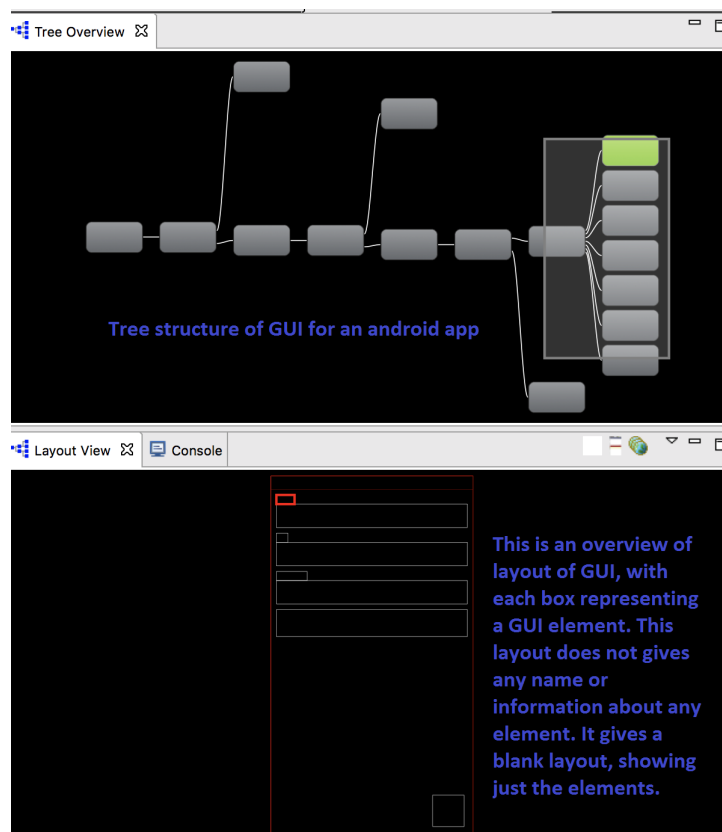 Tree Overview
Tree structure of GUI for an android app
Layout View
Console
This is an overview of
layout of GUI, with
each box representing
a GUI element. This
layout does not gives
any name or
information about any
element. It gives a
blank layout, showing
just the elements.